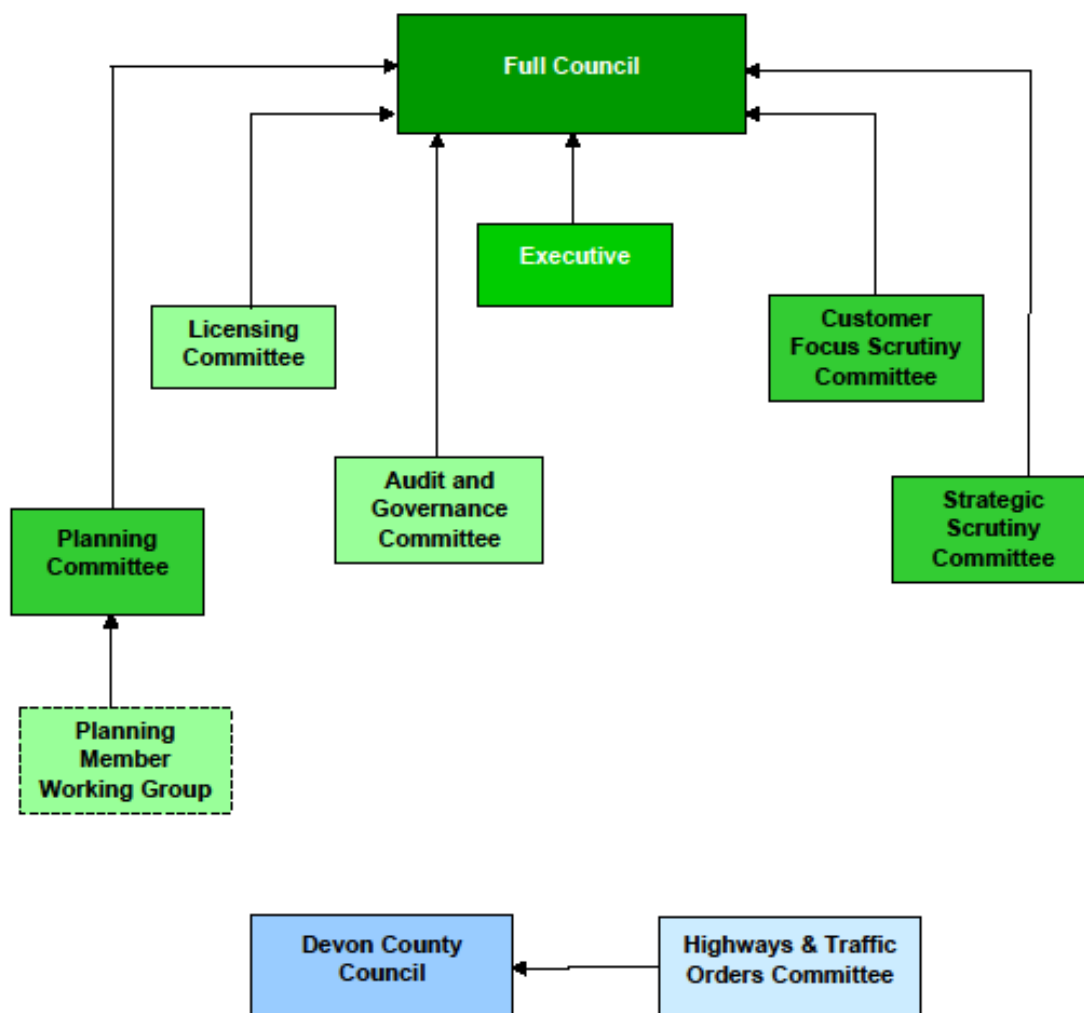 Full Council
Executive
Licensing
Committee
Customer
Focus Scrutiny
Committee
Audit and
Governance
Committee
Strategic
Scrutiny
Committee
Planning
Committee
Planning
Member
Working Group
Devon County
Council
Highways & Traffic
Orders Committee